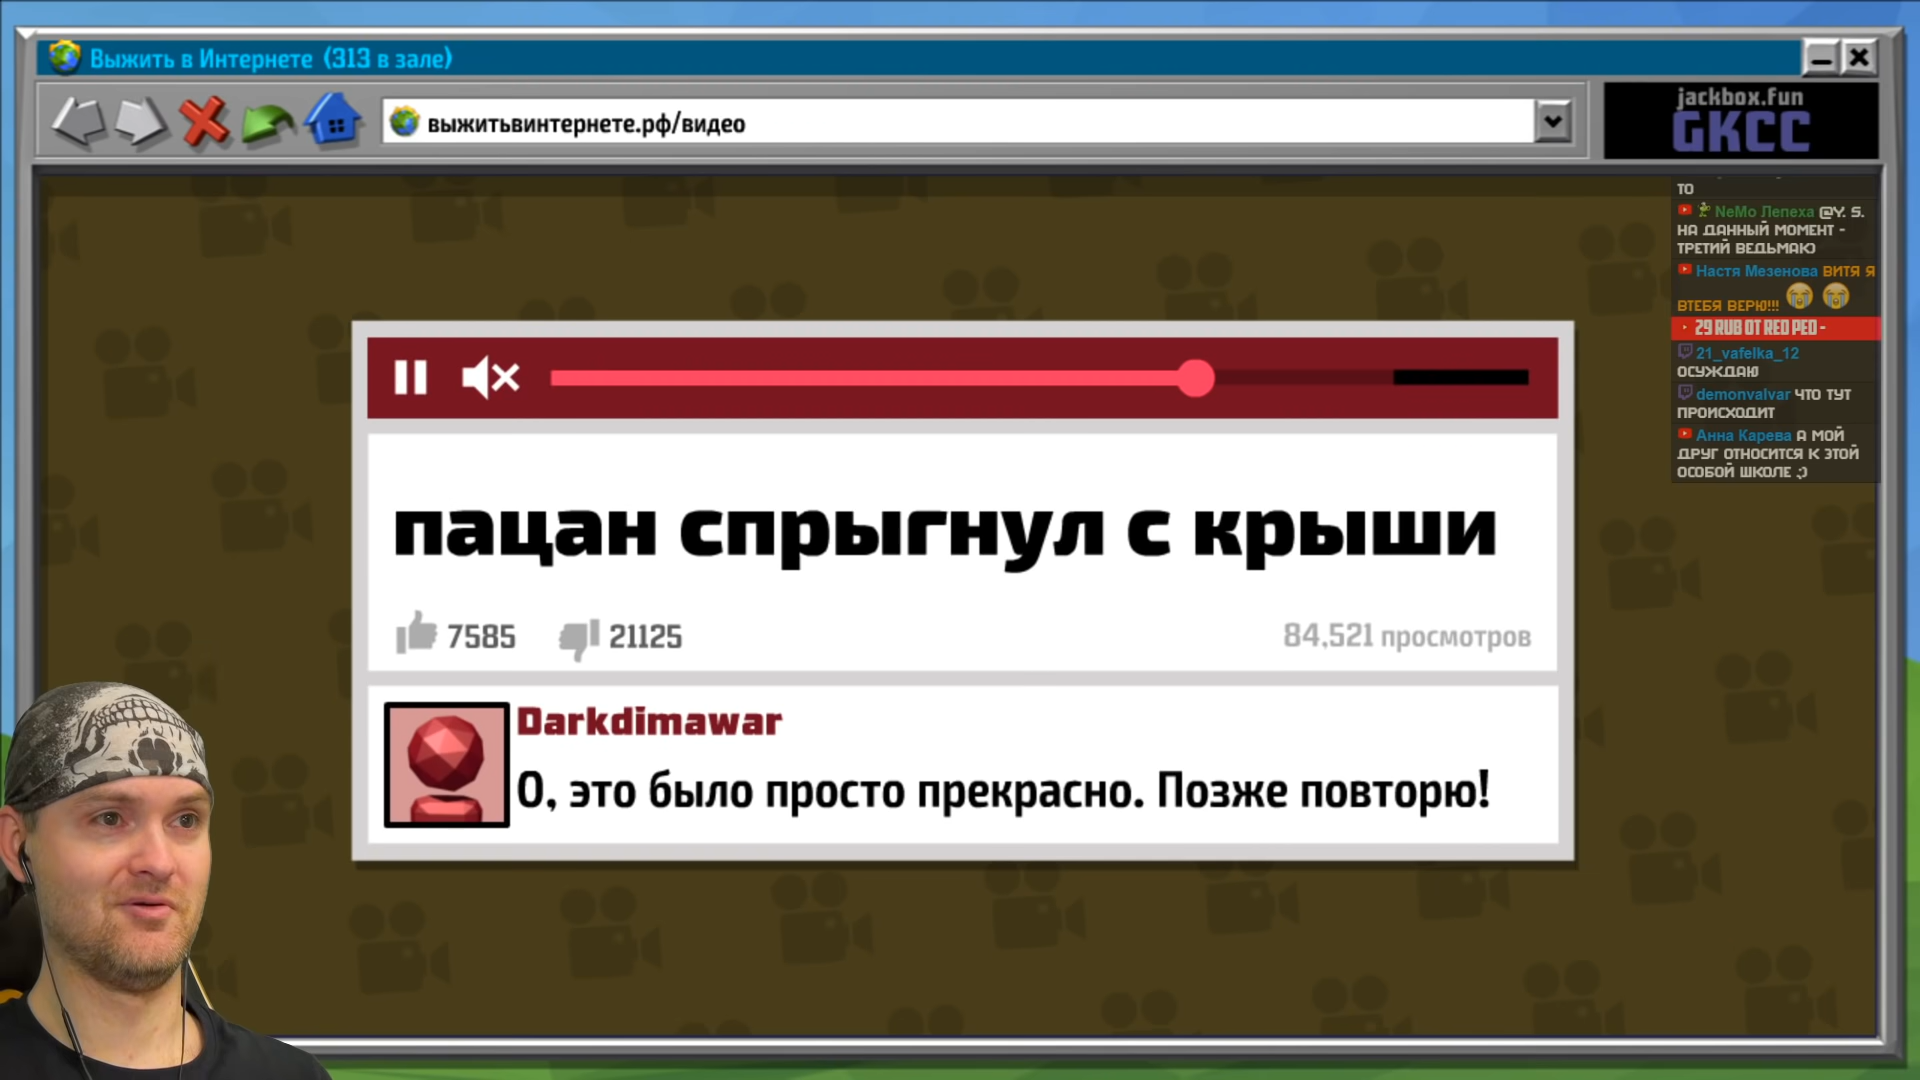 Выжить в Интернете (313 в зале)
выжитьвинтернете.рф/видео
jackbox.fun
GKCC
то
NeMo Лепеха @Y. S.
НА ДАННЫЙ МОМЕНТ -
ТРЕТИЙ ВЕДЬМАК)
Настя Мезенова ВИТЯ Я
ВТЕБЯ ВЕРЮ!!!
29 RUB ОТ RED PED -
21_vafelka_12
ОСУЖДАЮ
demonvalvar ЧТО ТУТ
ПРОИСХОДИТ
Анна Карева А МОЙ
ДРУГ ОТНОСИТСЯ К ЭТОЙ
ОСОБОЙ ШКОЛЕ ;)
пацан спрыгнул с крыши
7585
21125
84,521 просмотров
Darkdimawar
О, это было просто прекрасно. Позже повторю!